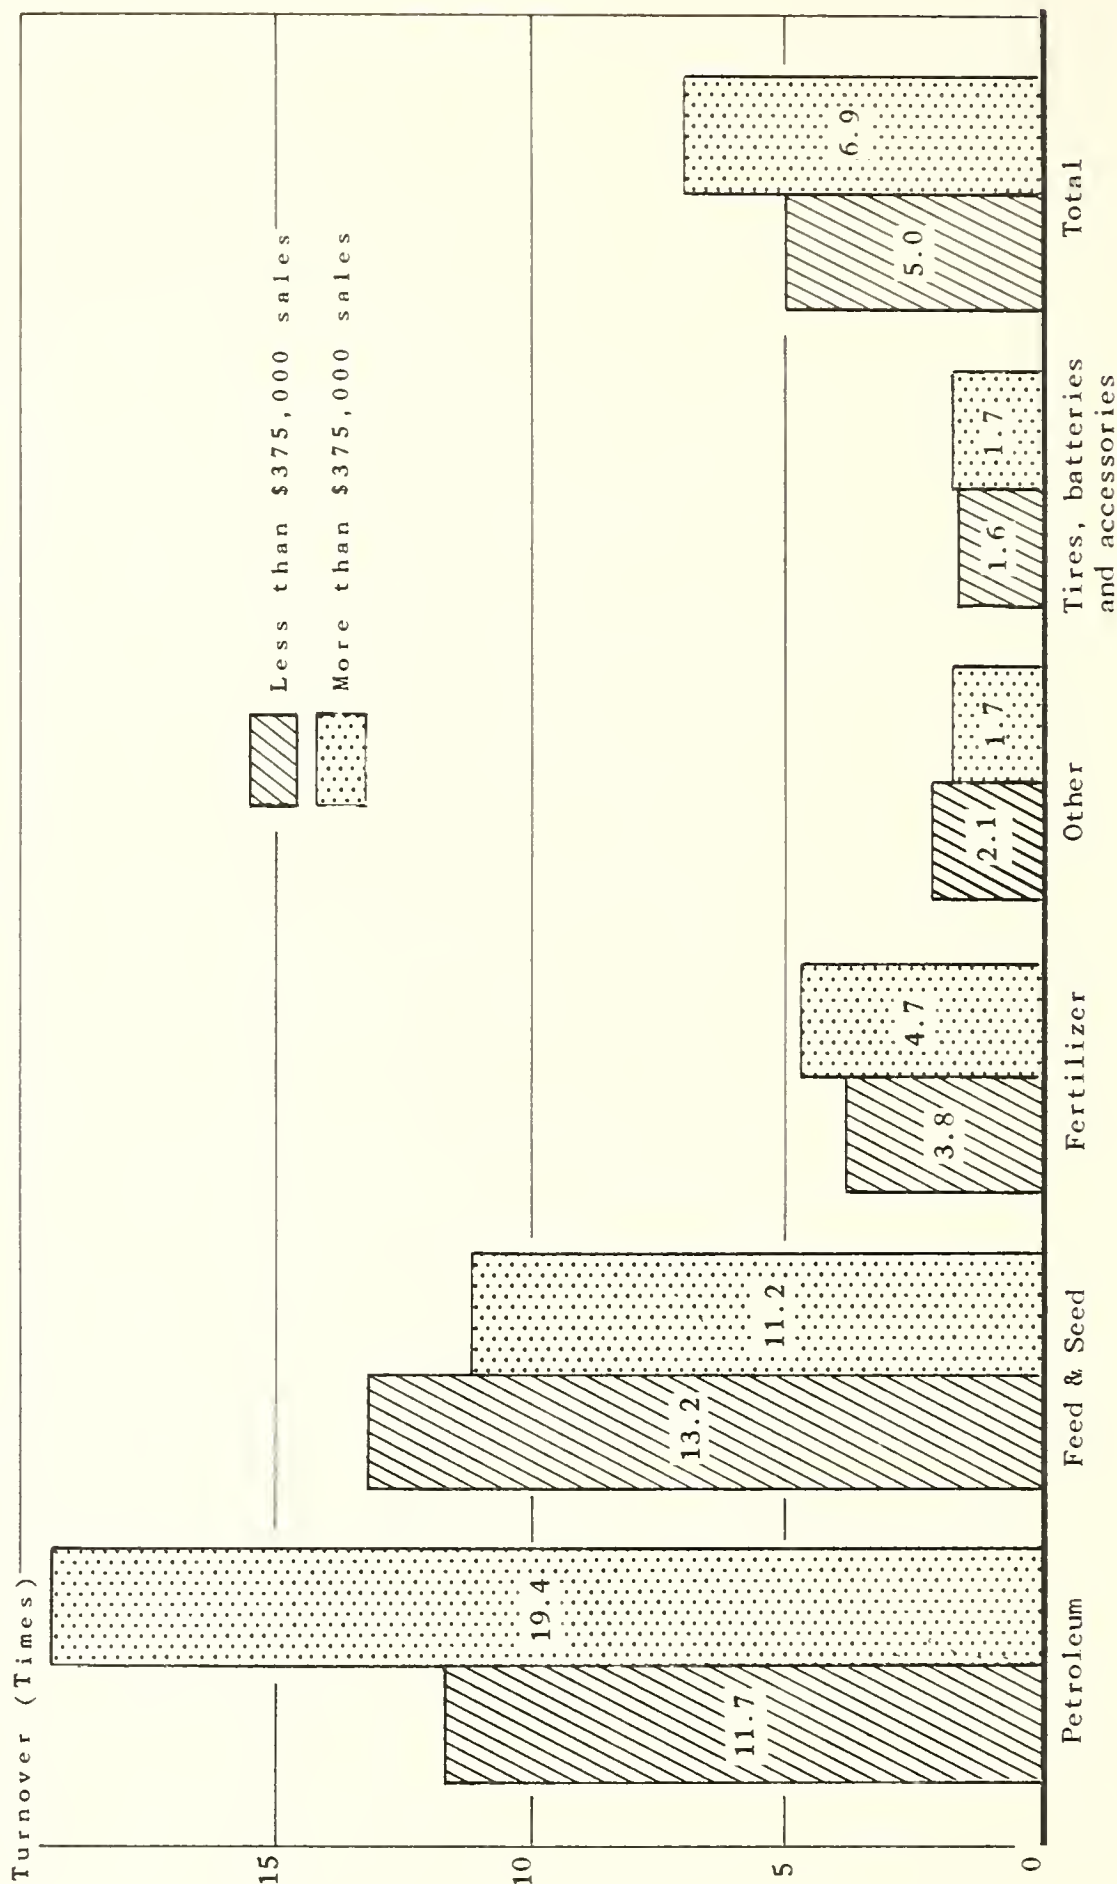 Turnover (Times)
15
10
5
0
Less than $375,000 sales
More than $375,000 sales
11.7
19.4
13.2
11.2
3.8
4.7
2.1
1.7
1.6
1.7
5.0
6.9
Petroleum
Feed & Seed
Fertilizer
Other
Tires, batteries
and accessories
Total